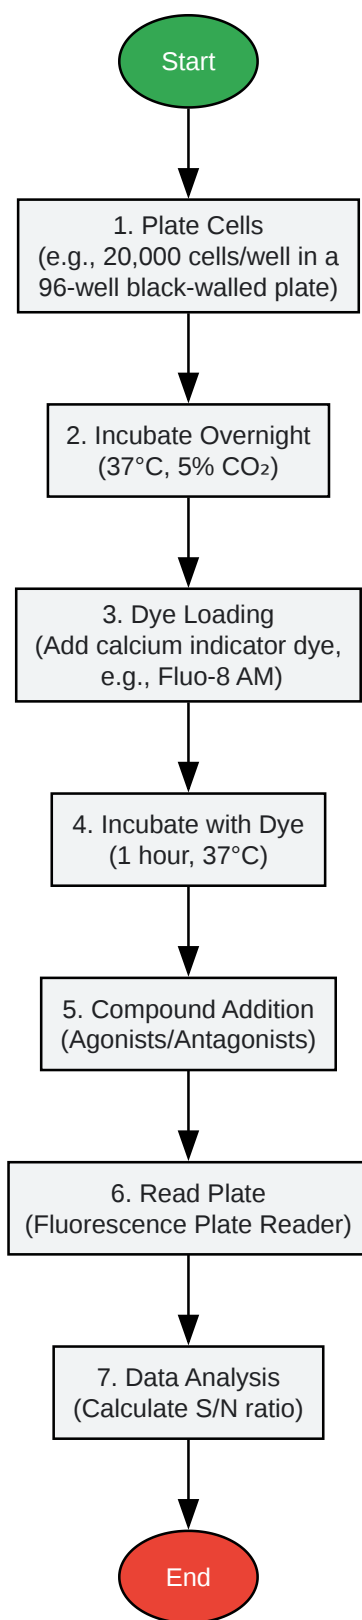 Start
1. Plate Cells
(e.g., 20,000 cells/well in a
96-well black-walled plate)
2. Incubate Overnight
(37°C, 5% CO₂)
3. Dye Loading
(Add calcium indicator dye,
e.g., Fluo-8 AM)
4. Incubate with Dye
(1 hour, 37°C)
5. Compound Addition
(Agonists/Antagonists)
6. Read Plate
(Fluorescence Plate Reader)
7. Data Analysis
(Calculate S/N ratio)
End